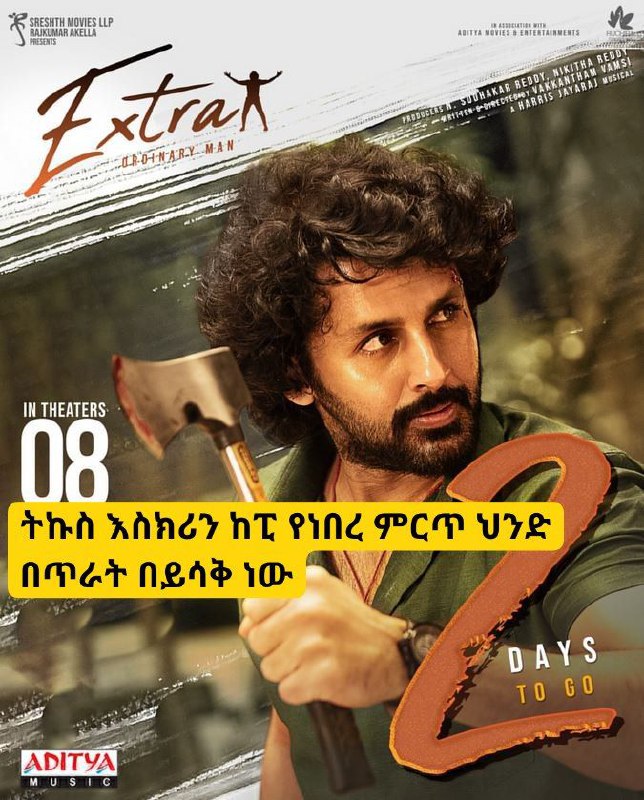 SRESHTH MOVIES LLP
RAJKUMAR AKELLA
PRESENTS
IN ASSOCIATION WITH
ADITYA MOVIES & ENTERTAINMENTS
PRODUCERS N. SUDHAKAR REDDY, NIKITHA REDDY
WRITTEN & DIRECTED BY VAKKANTHAM VAMSI
A HARRIS JAYARAJ MUSICAL
Extra
ORDINARY MAN
IN THEATERS
08
ትኩስ እስክሪን ከፒ የነበረ ምርጥ ህንድ
በጥራት በይሳቅ ነው
2
DAYS
TO GO
ADITYA
MUSIC